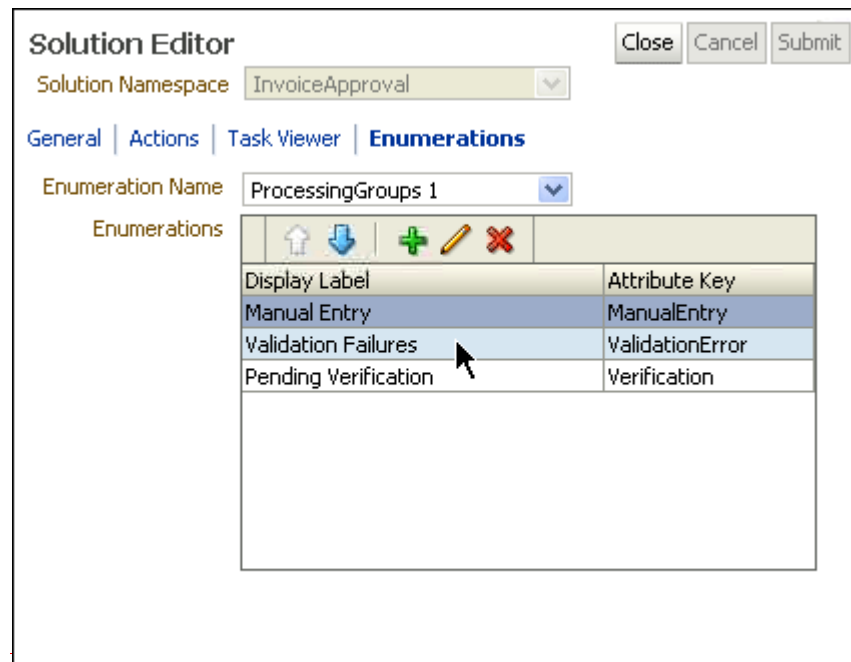 Solution Editor Close Cancel Submit
Solution Namespace InvoiceApproval
General | Actions | Task Viewer | Enumerations
Enumeration Name ProcessingGroups 1
Enumerations
Display Label Attribute Key
Manual Entry ManualEntry
Validation Failures ValidationError
Pending Verification Verification